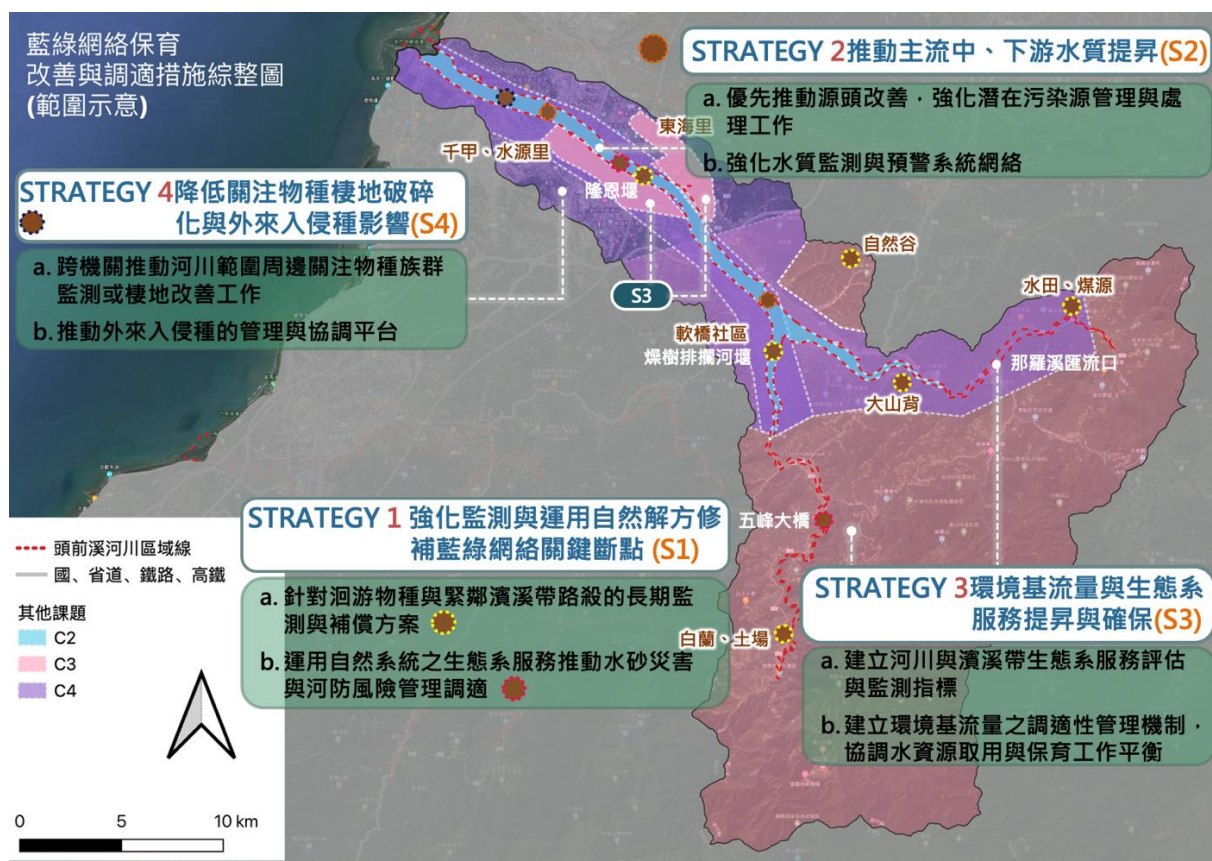 藍綠網絡保育
改善與調適措施綜整圖
(範圍示意)
STRATEGY 2推動主流中、下游水質提昇(S2)
a. 優先推動源頭改善，強化潛在污染源管理與處
理工作
b. 強化水質監測與預警系統網絡
東海里
千甲、水源里
隆恩堰
STRATEGY 4降低關注物種棲地破碎
化與外來入侵種影響(S4)
a. 跨機關推動河川範圍周邊關注物種族群
監測或棲地改善工作
b. 推動外來入侵種的管理與協調平台
S3
自然谷
水田、煤源
軟橋社區
燥樹排攔河堰
那羅溪匯流口
大山背
STRATEGY 1 強化監測與運用自然解方修
補藍綠網絡關鍵斷點 (S1)
a. 針對洄游物種與緊鄰濱溪帶路殺的長期監
測與補償方案
b. 運用自然系統之生態系服務推動水砂災害
與河防風險管理調適
五峰大橋
白蘭、土場
STRATEGY 3環境基流量與生態系
服務提昇與確保(S3)
a. 建立河川與濱溪帶生態系服務評估
與監測指標
b. 建立環境基流量之調適性管理機制，
協調水資源取用與保育工作平衡
頭前溪河川區域線
國、省道、鐵路、高鐵
其他課題
C2
C3
C4
0 5 10 km